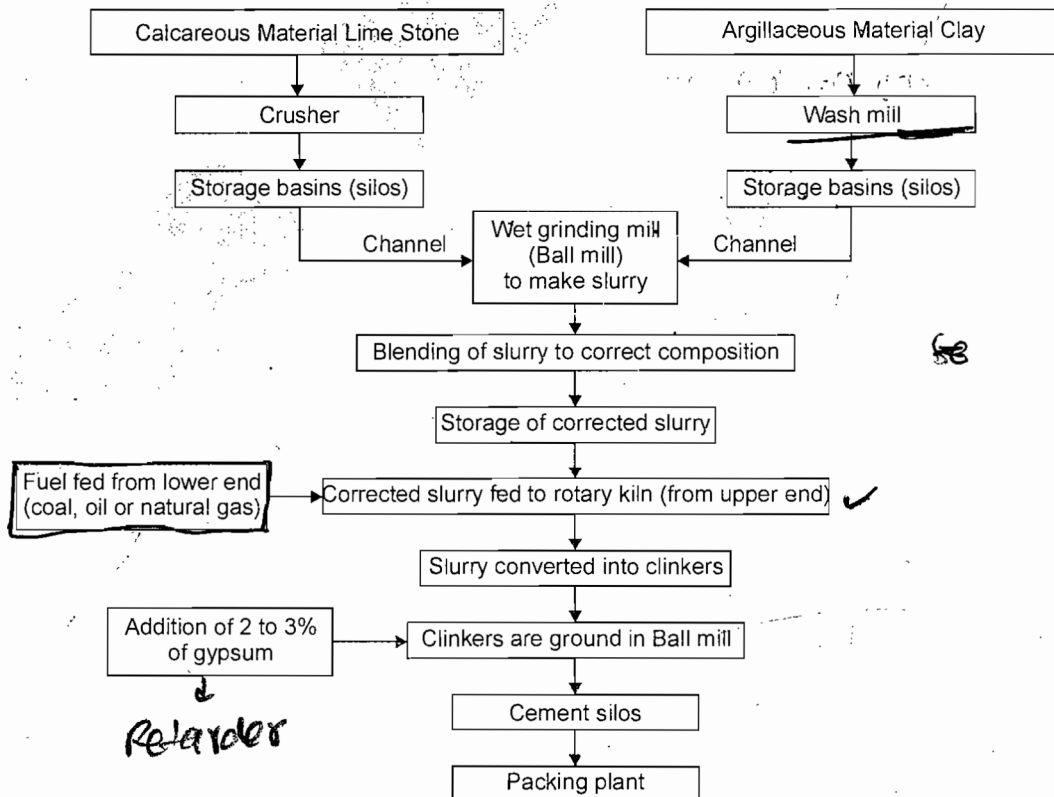 Calcareous Material Lime Stone
Argillaceous Material Clay
Crusher
Wash mill
Storage basins (silos)
Storage basins (silos)
Channel
Wet grinding mill
(Ball mill)
to make slurry
Channel
Blending of slurry to correct composition
Storage of corrected slurry
Fuel fed from lower end
(coal, oil or natural gas)
Corrected slurry fed to rotary kiln (from upper end)
Slurry converted into clinkers
Addition of 2 to 3%
of gypsum
Clinkers are ground in Ball mill
Retarder
Cement silos
Packing plant